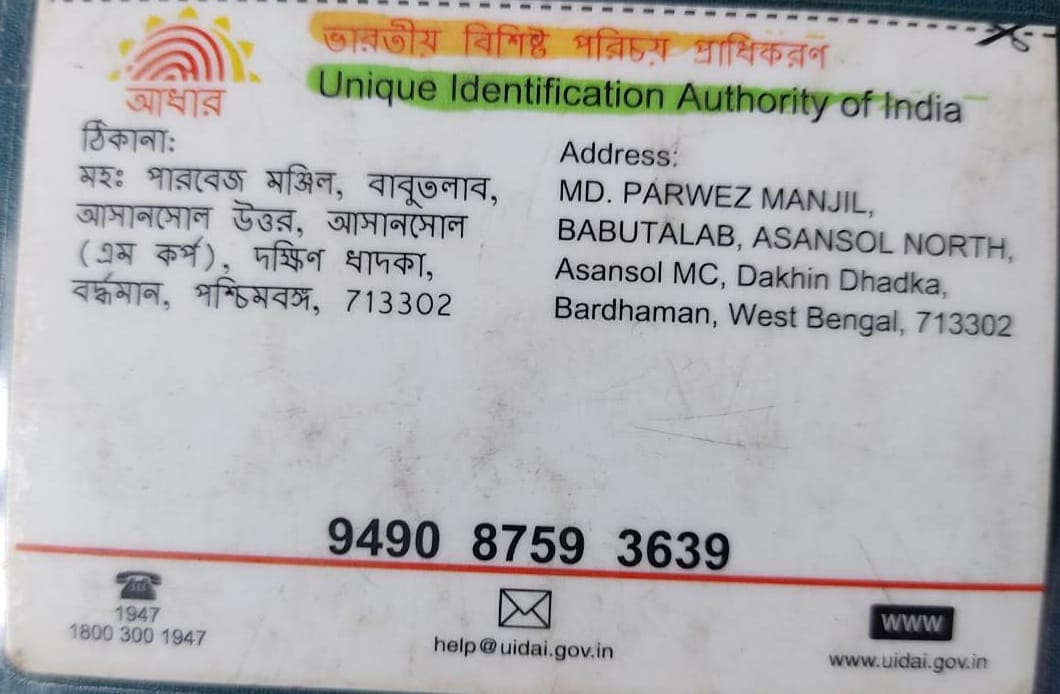 ভারতীয় বিশিষ্ট পরিচয় প্রাধিকরণ
Unique Identification Authority of India
আধার
ঠিকানা:
মহঃ পারবেজ মঞ্জিল, বাবুতলাব,
আসানসোল উত্তর, আসানসোল
(এম কর্প), দক্ষিণ ধাদকা,
বর্দ্ধমান, পশ্চিমবঙ্গ, 713302
Address:
MD. PARWEZ MANJIL,
BABUTALAB, ASANSOL NORTH,
Asansol MC, Dakhin Dhadka,
Bardhaman, West Bengal, 713302
9490 8759 3639
1947
1800 300 1947
help@uidai.gov.in
www
www.uidai.gov.in